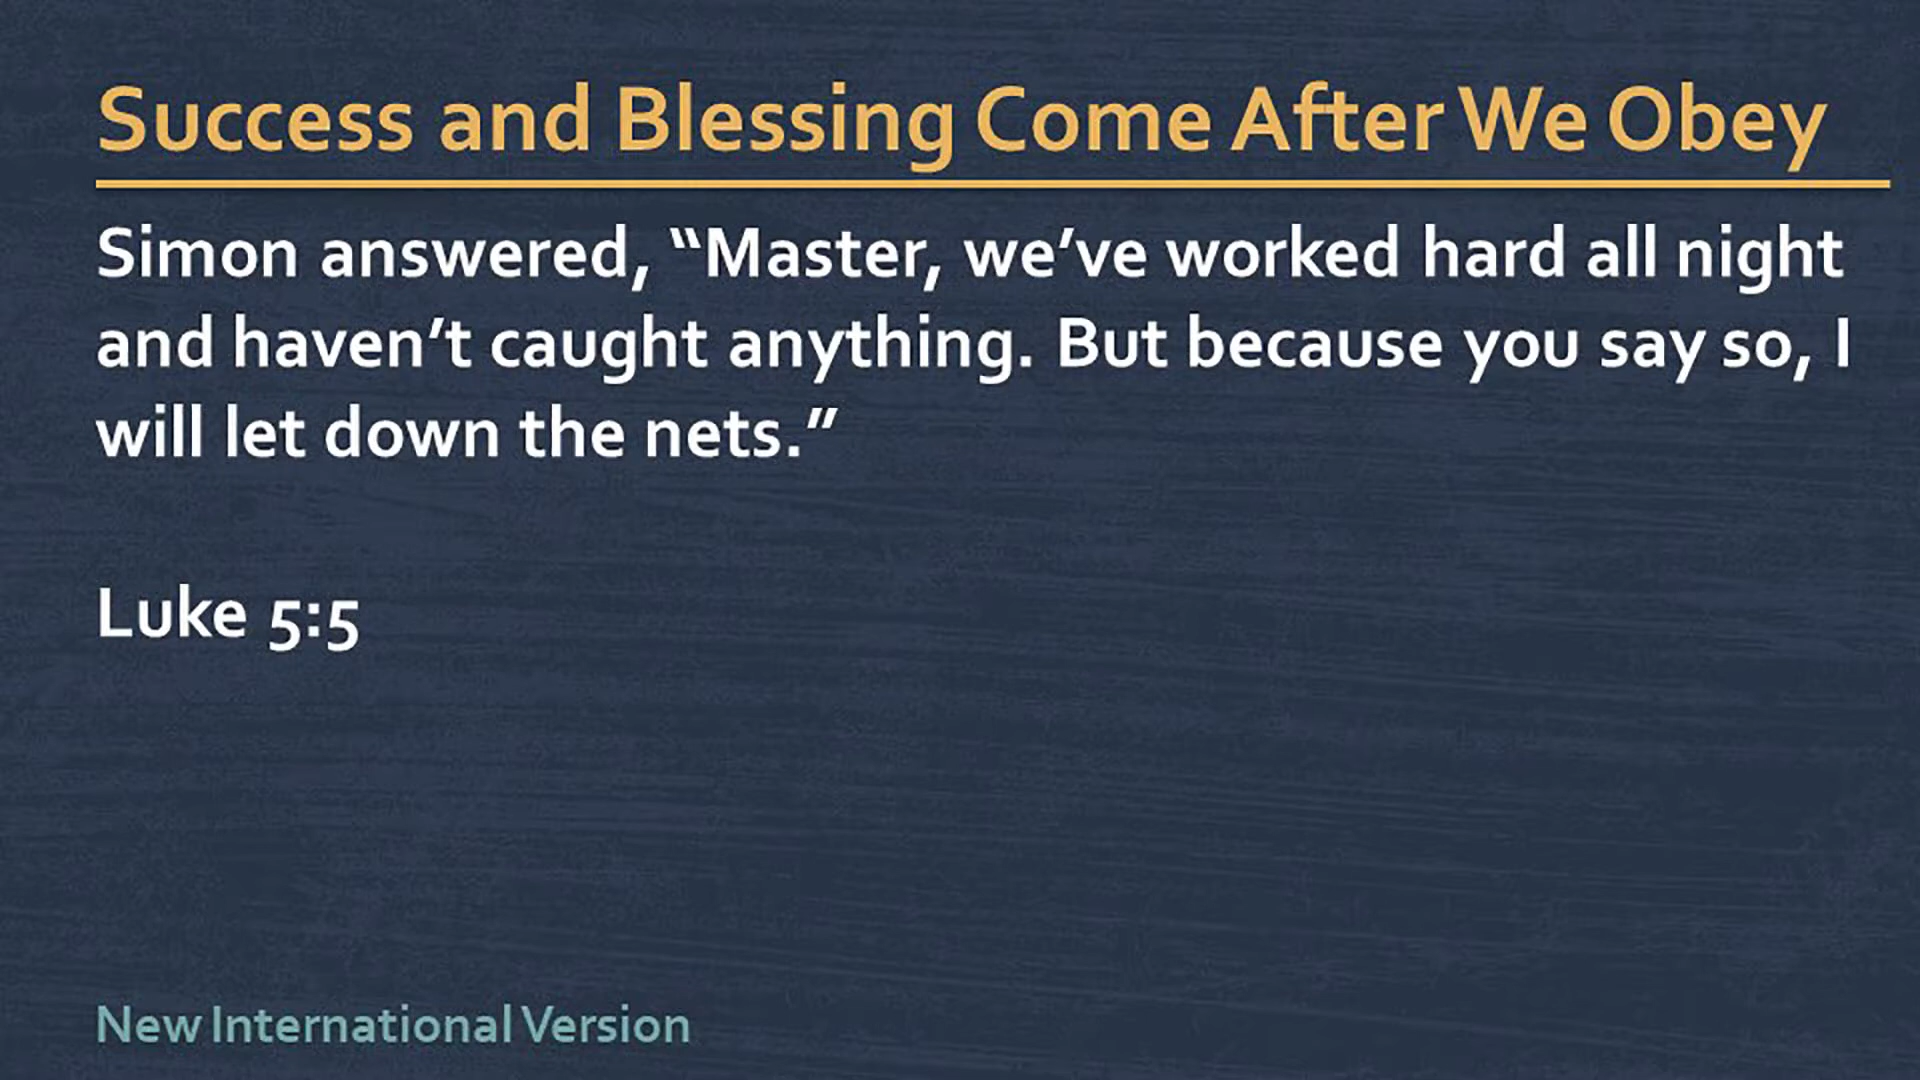 Success and Blessing Come After We Obey
Simon answered, “Master, we’ve worked hard all night
and haven’t caught anything. But because you say so, I
will let down the nets.”
Luke 5:5
New International Version